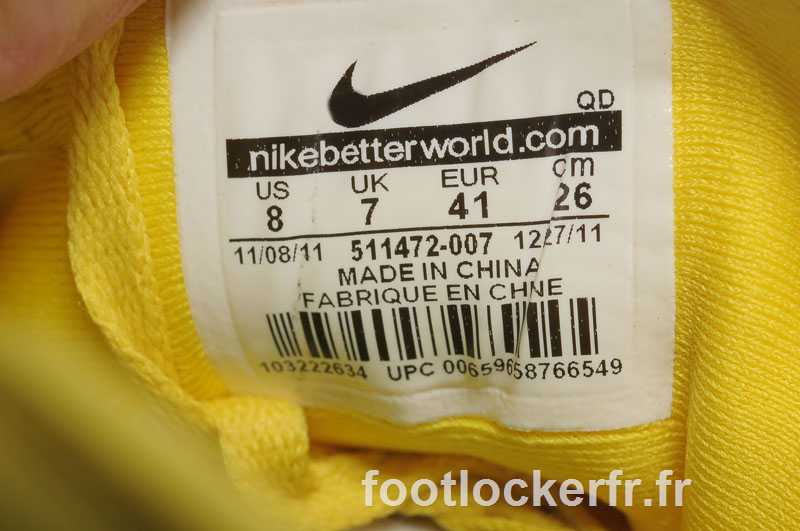 QD
nikebetterworld.com
US UK EUR cm
8 7 41 26
11/08/11 511472-007 12/27/11
MADE IN CHINA
FABRIQUE EN CHNE
103222634 UPC 00659658766549
footlockerfr.fr